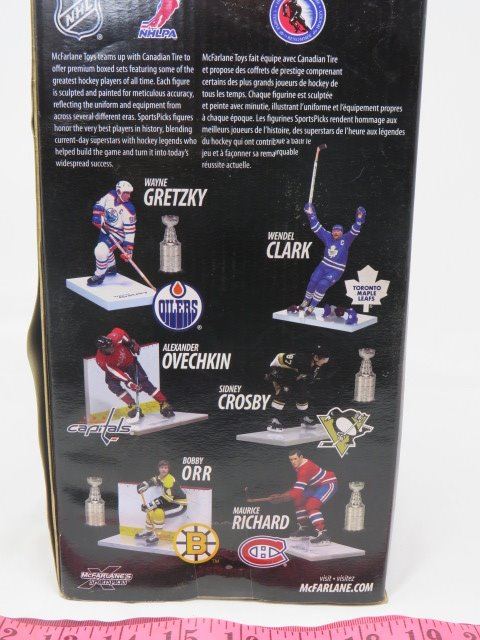 NHL
NHLPA
McFarlane Toys teams up with Canadian Tire to
offer premium boxed sets featuring some of the
greatest hockey players of all time. Each figure
is sculpted and painted for meticulous accuracy,
reflecting the uniform and equipment from
across several different eras. SportsPicks figures
honor the very best players in history, blending
current-day superstars with hockey legends who
helped build the game and turn it into today's
widespread success.
McFarlane Toys fait équipe avec Canadian Tire
et propose des coffrets de prestige comprenant
certains des plus grands joueurs de hockey de
tous les temps. Chaque figurine est sculptée
et peinte avec minutie, illustrant l'uniforme et l'équipement propres
à chaque époque. Les figurines SportsPicks rendent hommage aux
meilleurs joueurs de l'histoire, des superstars de l'heure aux légendes
du hockey qui ont contribué à bâtir le
jeu et à façonner sa remarquable
réussite actuelle.
WAYNE
GRETZKY
OILERS
WENDEL
CLARK
TORONTO
MAPLE
LEAFS
ALEXANDER
OVECHKIN
capitals
SIDNEY
CROSBY
BOBBY
ORR
B
MAURICE
RICHARD
CH
McFARLANE'S
SPORTSPICKS
visit • visitez
McFARLANE.COM